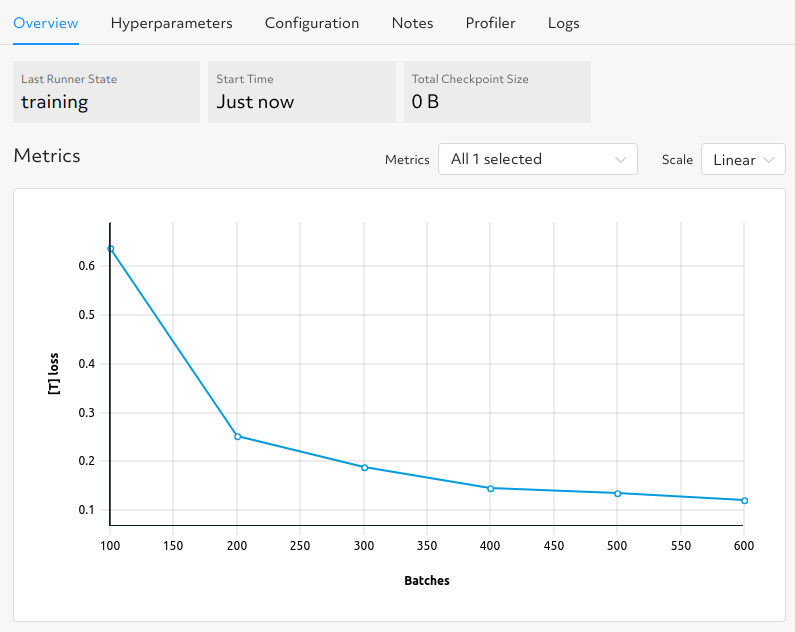 Overview Hyperparameters Configuration Notes Profiler Logs
Last Runner State Start Time Total Checkpoint Size
training Just now 0 B
Metrics Metrics All 1 selected Scale Linear
0.6
0.5
0.4
0.3
0.2
0.1
[T] loss
100 150 200 250 300 350 400 450 500 550 600
Batches